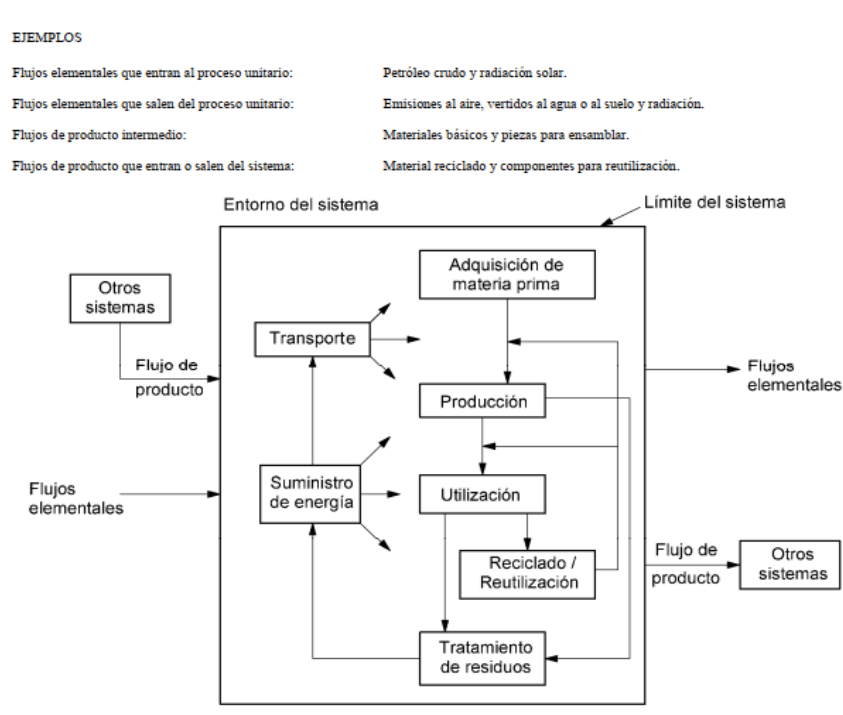 EJEMPLOS
Flujos elementales que entran al proceso unitario: Petróleo crudo y radiación solar.
Flujos elementales que salen del proceso unitario: Emisiones al aire, vertidos al agua o al suelo y radiación.
Flujos de producto intermedio: Materiales básicos y piezas para ensamblar.
Flujos de producto que entran o salen del sistema: Material reciclado y componentes para reutilización.
Entorno del sistema
Límite del sistema
Adquisición de
materia prima
Otros
sistemas
Transporte
Flujo de
producto
Flujos
elementales
Producción
Suministro
de energía
Utilización
Flujos
elementales
Reciclado /
Reutilización
Flujo de
producto
Otros
sistemas
Tratamiento
de residuos